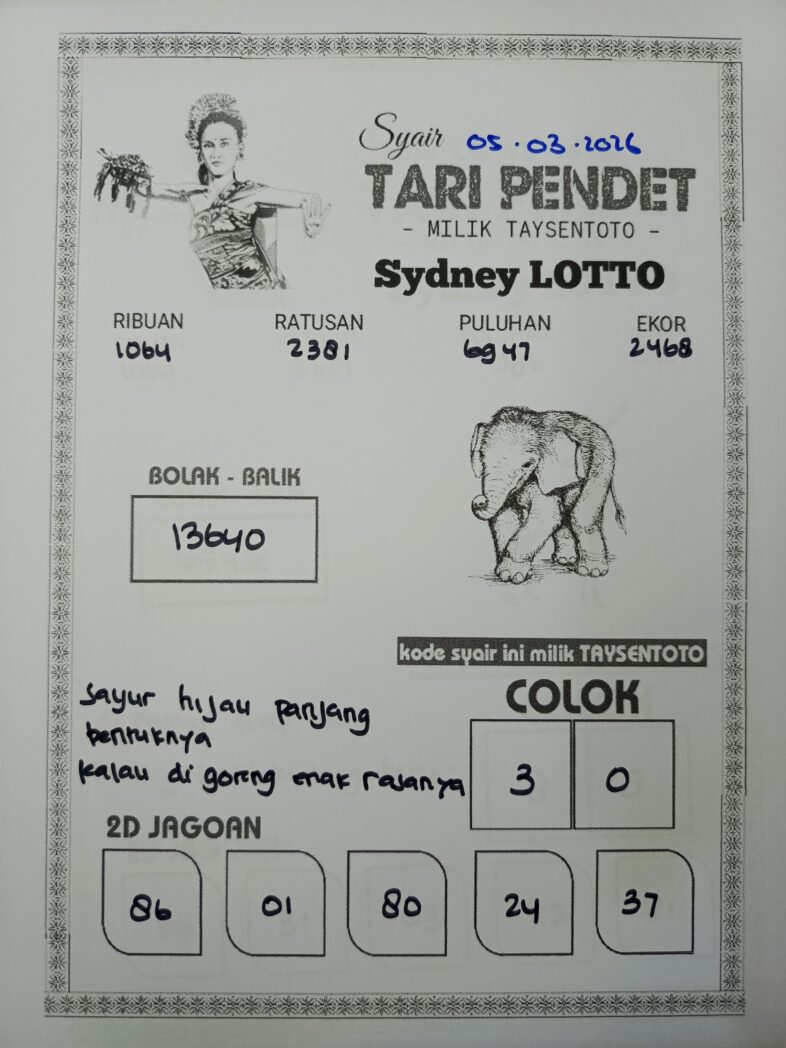 Syair 05.03.2026
TARI PENDET
- MILIK TAYSENTOTO -
Sydney LOTTO
RIBUAN RATUSAN PULUHAN EKOR
1064 2381 6947 2468
BOLAK - BALIK
13640
kode syair ini milik TAYSENTOTO
COLOK
3 0
sayur hijau panjang
bentuknya
kalau di goreng enak rasanya
2D JAGOAN
86 01 80 24 37